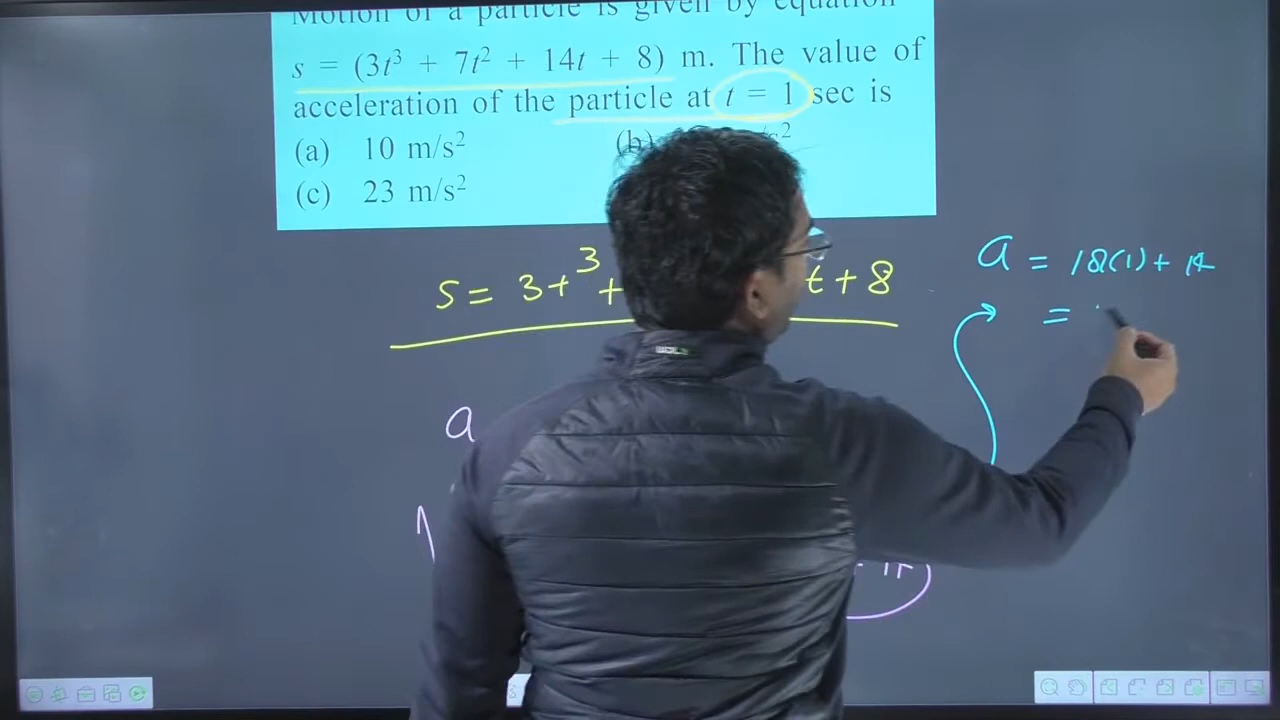 Motion of a particle is given by equation
s = (3t³ + 7t² + 14t + 8) m. The value of
acceleration of the particle at t = 1 sec is
(a) 10 m/s² (b)
(c) 23 m/s²
s = 3t³ + t + 8
a = 18(1) + 14
=
a